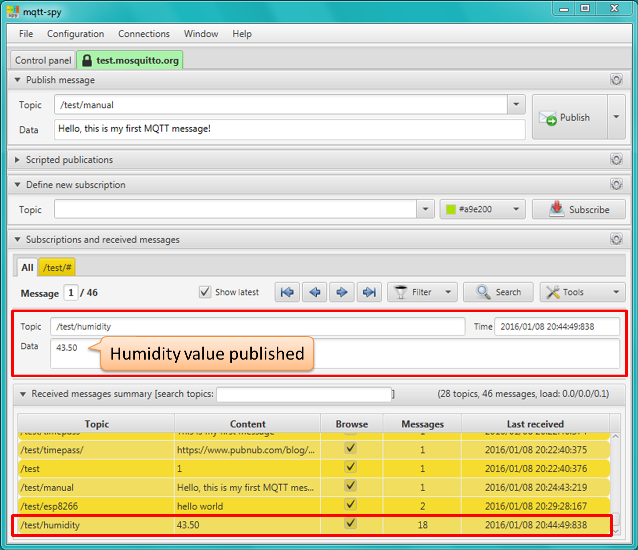 mqtt-spy
File Configuration Connections Window Help
Control panel test.mosquitto.org
Publish message
Topic /test/manual
Data Hello, this is my first MQTT message! Publish
Scripted publications
Define new subscription
Topic #a9e200 Subscribe
Subscriptions and received messages
All /test/#
Message 1 / 46 Show latest Filter Search Tools
Topic /test/humidity Time 2016/01/08 20:44:49:838
Data 43.50
Humidity value published
Received messages summary [search topics: ] (28 topics, 46 messages, load: 0.0/0.0/0.1)
Topic Content Browse Messages Last received
/test/timepass This is my first message 1
/test/timepass/ https://www.pubnub.com/blog/... 1 2016/01/08 20:22:40:375
/test 1 1 2016/01/08 20:22:40:376
/test/manual Hello, this is my first MQTT mes... 1 2016/01/08 20:24:43:219
/test/esp8266 hello world 2 2016/01/08 20:29:28:167
/test/humidity 43.50 18 2016/01/08 20:44:49:838